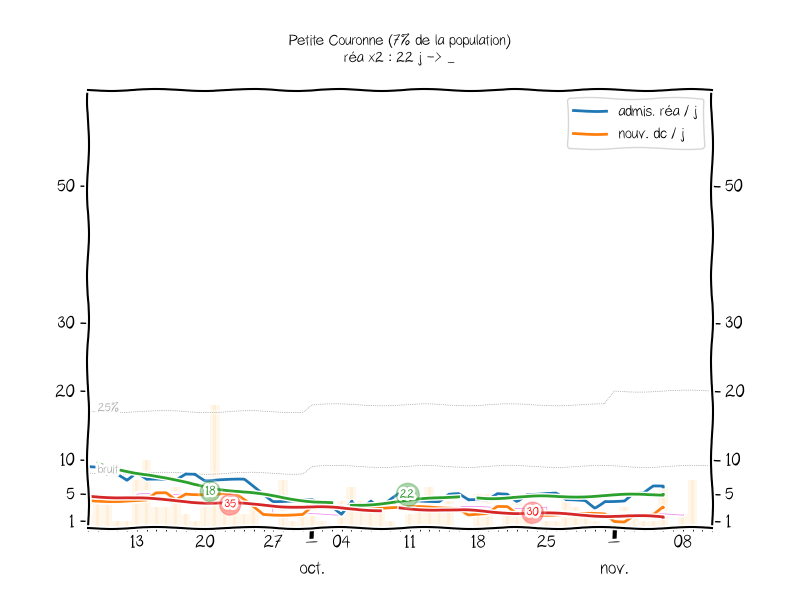 Petite Couronne (7% de la population)
réa x2 : 22 j -> _
admis. réa / j
nouv. dc / j
50 50
30 30
20 20
25%
10 10
bruit
5 5
18 35 22 30
1 1
13 20 27 _ 04 11 18 25 _ 08
oct. nov.